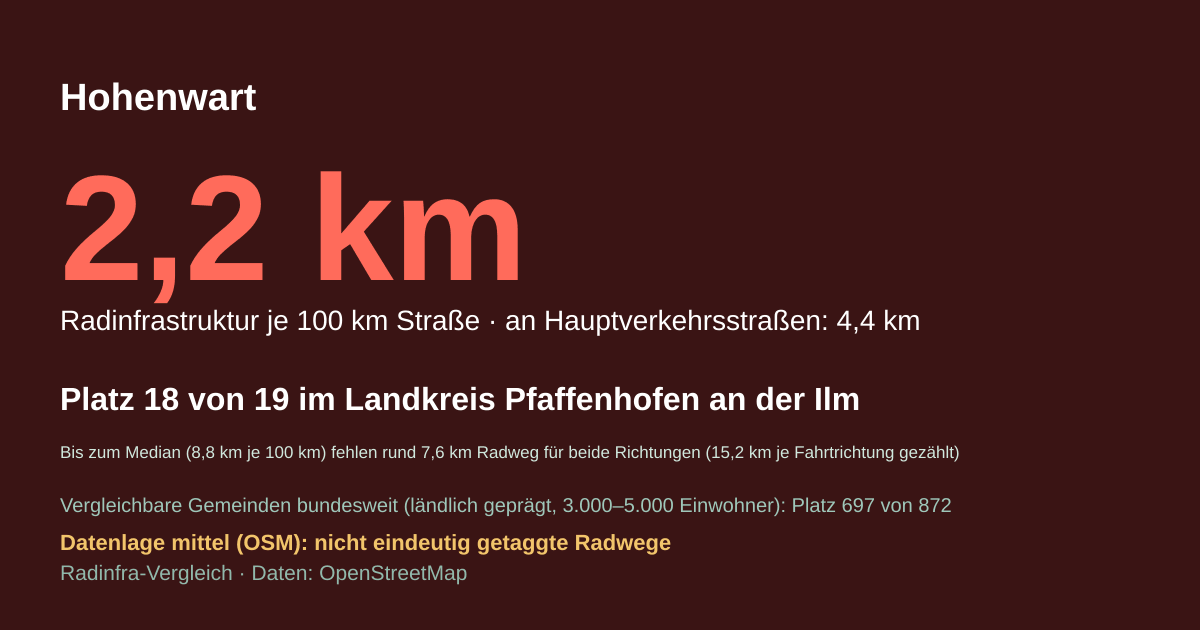 Hohenwart
2,2 km
Radinfrastruktur je 100 km Straße · an Hauptverkehrsstraßen: 4,4 km
Platz 18 von 19 im Landkreis Pfaffenhofen an der Ilm
Bis zum Median (8,8 km je 100 km) fehlen rund 7,6 km Radweg für beide Richtungen (15,2 km je Fahrtrichtung gezählt)
Vergleichbare Gemeinden bundesweit (ländlich geprägt, 3.000–5.000 Einwohner): Platz 697 von 872
Datenlage mittel (OSM): nicht eindeutig getaggte Radwege
Radinfra-Vergleich · Daten: OpenStreetMap